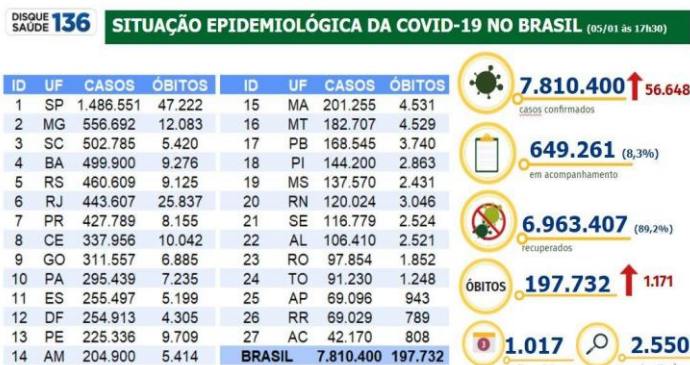 DISQUE SAÚDE 136
SITUAÇÃO EPIDEMIOLÓGICA DA COVID-19 NO BRASIL (05/01 às 17h30)
ID UF CASOS ÓBITOS ID UF CASOS ÓBITOS
1 SP 1.486.551 47.222 15 MA 201.255 4.531
2 MG 556.692 12.083 16 MT 182.707 4.529
3 SC 502.785 5.420 17 PB 168.545 3.740
4 BA 499.900 9.276 18 PI 144.200 2.863
5 RS 460.609 9.125 19 MS 137.570 2.431
6 RJ 443.607 25.837 20 RN 120.024 3.046
7 PR 427.789 8.155 21 SE 116.779 2.524
8 CE 337.956 10.042 22 AL 106.410 2.521
9 GO 311.557 6.885 23 RO 97.854 1.852
10 PA 295.439 7.235 24 TO 91.230 1.248
11 ES 255.497 5.199 25 AP 69.096 943
12 DF 254.913 4.305 26 RR 69.029 789
13 PE 225.336 9.709 27 AC 42.170 808
14 AM 204.900 5.414 BRASIL 7.810.400 197.732
7.810.400 56.648
casos confirmados
649.261 (8,3%)
em acompanhamento
6.963.407 (89,2%)
recuperados
ÓBITOS 197.732 1.171
1.017 2.550